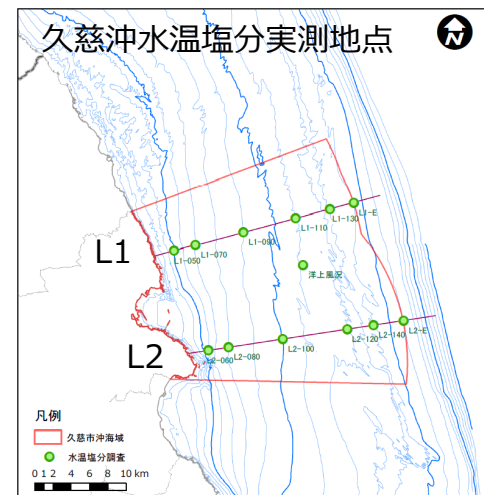 久慈沖水温塩分実測地点
N
L1-E
L1-130
L1-110
L1-090
L1
L1-070
L1-050
洋上風況
L2-E
L2-140
L2-120
L2-100
L2
L2-080
L2-060
凡例
久慈市沖海域
水温塩分調査
0 1 2 4 6 8 10 km